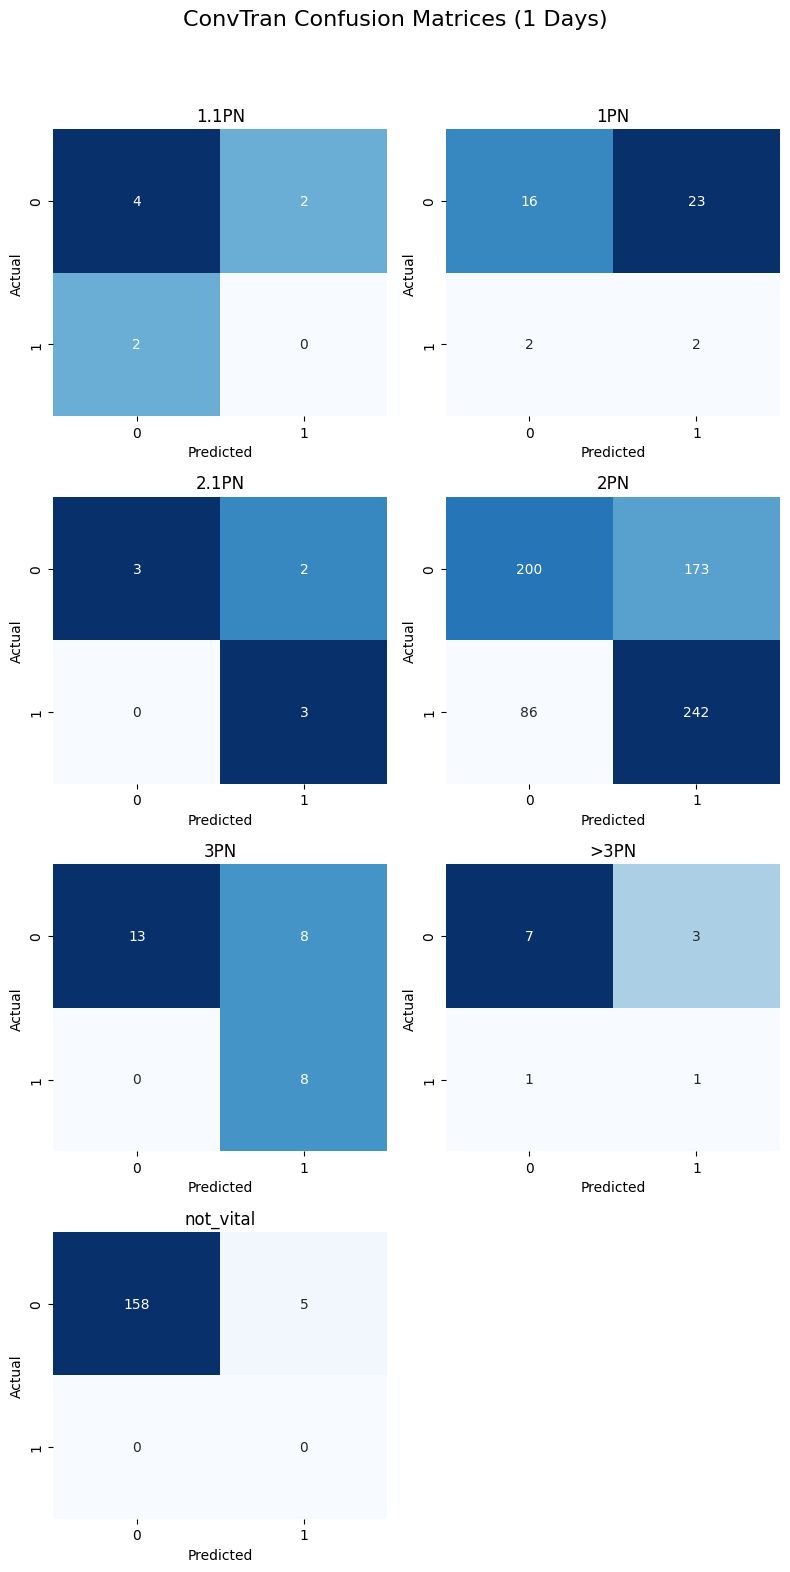 ConvTran Confusion Matrices (1 Days)
1.1PN
1PN
0
4
2
0
16
23
Actual
Actual
1
2
0
1
2
2
0
1
0
1
Predicted
Predicted
2.1PN
2PN
0
3
2
0
200
173
Actual
Actual
1
0
3
1
86
242
0
1
0
1
Predicted
Predicted
3PN
>3PN
0
13
8
0
7
3
Actual
Actual
1
0
8
1
1
1
0
1
0
1
Predicted
Predicted
not_vital
0
158
5
Actual
1
0
0
0
1
Predicted